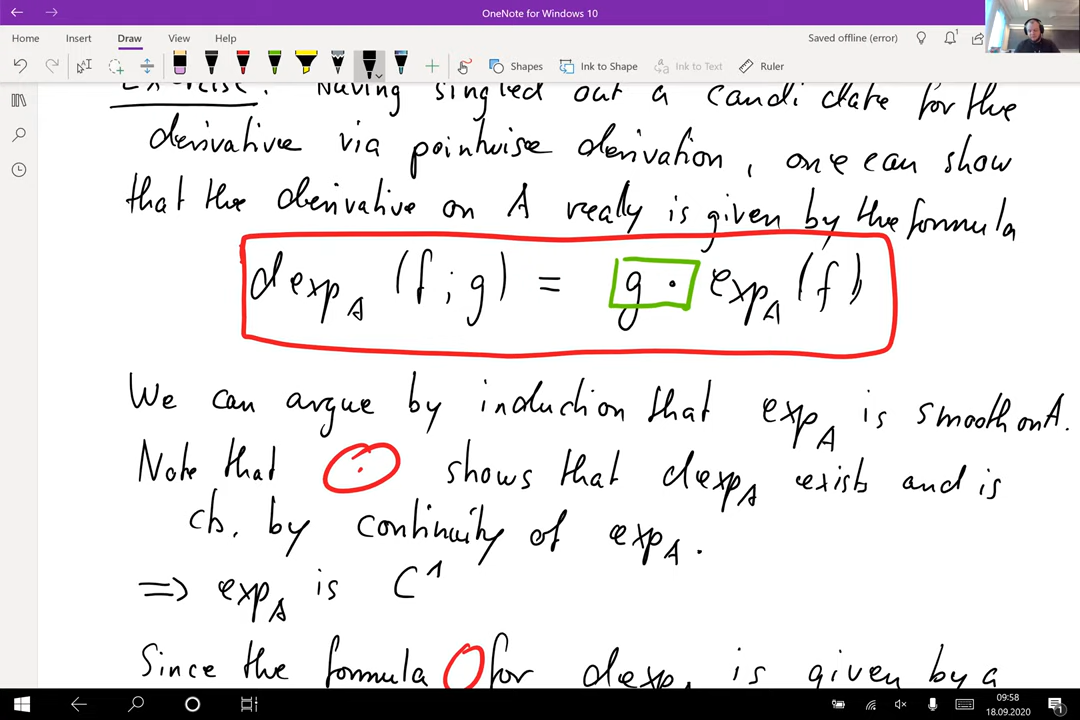 OneNote for Windows 10
Home Insert Draw View Help Saved offline (error)
Shapes Ink to Shape Ink to Text Ruler
Exercise: Having singled out a candidate for the
derivative via pointwise derivation, one can show
that the derivative on A really is given by the formula
dexp_A (f; g) = g · exp_A (f)
We can argue by induction that exp_A is smooth on A.
Note that shows that dexp_A exists and is
cb. by continuity of exp_A.
=> exp_A is C^1
Since the formula for dexp_A is given by a
09:58
18.09.2020